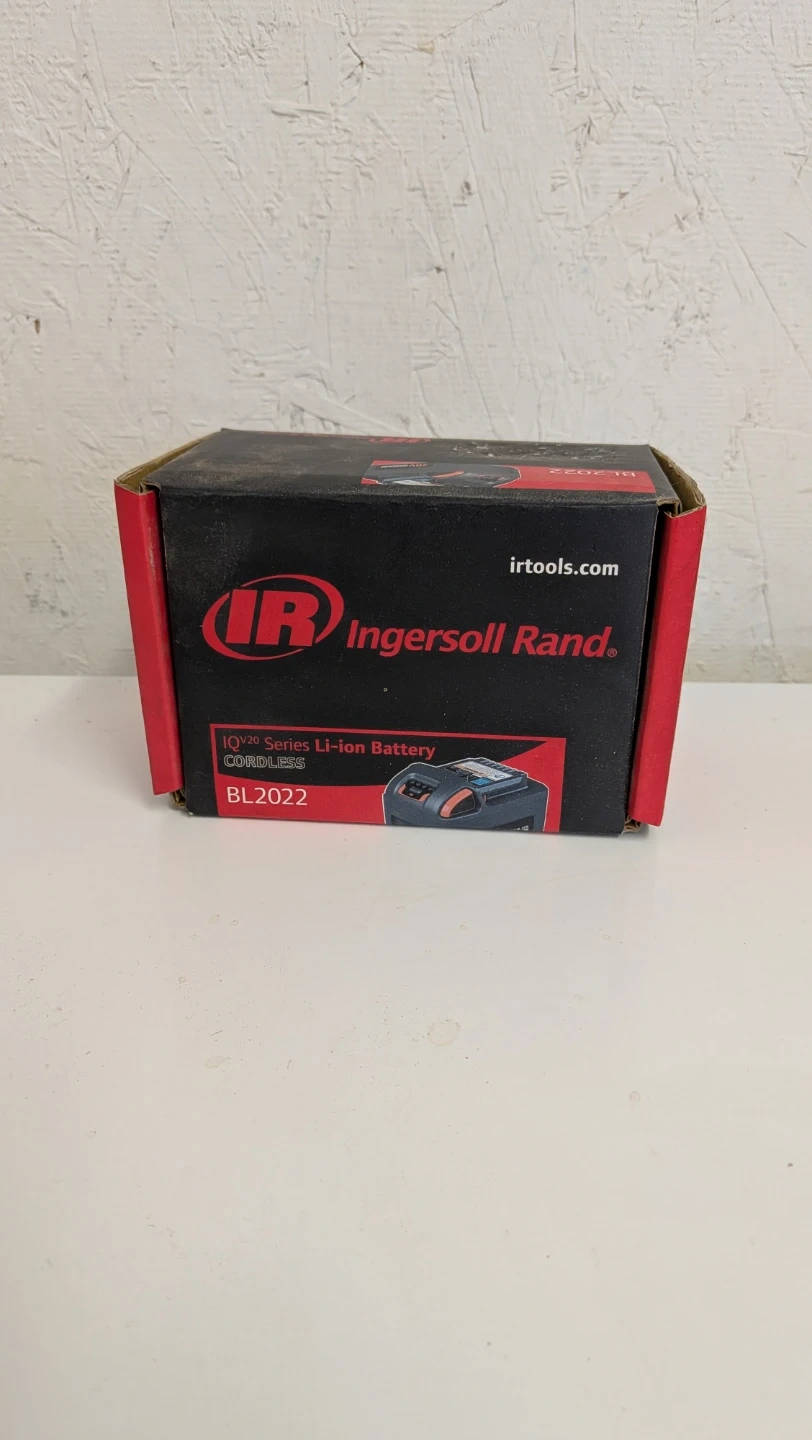 BL2022
irtools.com
IR Ingersoll Rand®
IQV20 Series Li-ion Battery
CORDLESS
BL2022